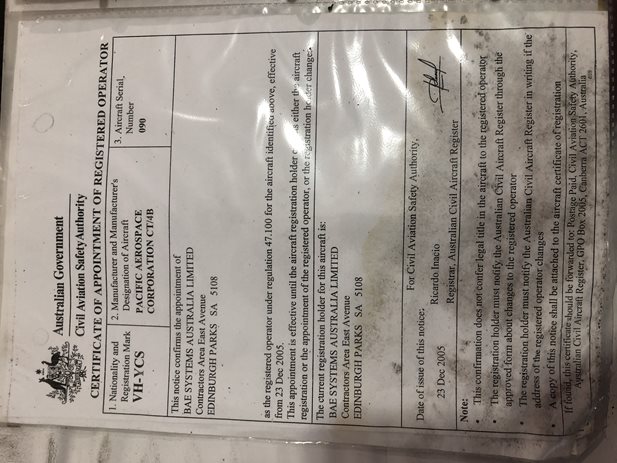 Australian Government
Civil Aviation Safety Authority
CERTIFICATE OF APPOINTMENT OF REGISTERED OPERATOR
1. Nationality and
Registration Mark
VH-YCS
2. Manufacturer and Manufacturer's
Designation of Aircraft
PACIFIC AEROSPACE
CORPORATION CT/4B
3. Aircraft Serial
Number
090
This notice confirms the appointment of
BAE SYSTEMS AUSTRALIA LIMITED
Contractors Area East Avenue
EDINBURGH PARKS SA 5108
as the registered operator under regulation 47.100 for the aircraft identified above, effective
from 23 Dec 2005.
This appointment is effective until the aircraft registration holder either the aircraft
registration or the appointment of the registered operator, or the registration holder changes.
The current registration holder for this aircraft is:
BAE SYSTEMS AUSTRALIA LIMITED
Contractors Area East Avenue
EDINBURGH PARKS SA 5108
Date of issue of this notice:
23 Dec 2005
For Civil Aviation Safety Authority,
Ricardo Inacio
Registrar, Australian Civil Aircraft Register
Note:
• This confirmation does not confer legal title in the aircraft to the registered operator
• The registration holder must notify the Australian Civil Aircraft Register through the
approved form about changes to the registered operator
• The registration holder must notify the Australian Civil Aircraft Register in writing if the
address of the registered operator changes
• A copy of this notice shall be attached to the aircraft certificate of registration
If found, this certificate should be forwarded to: Postage Paid, Civil Aviation Safety Authority,
Australian Civil Aircraft Register, GPO Box 2005, Canberra ACT 2601, Australia